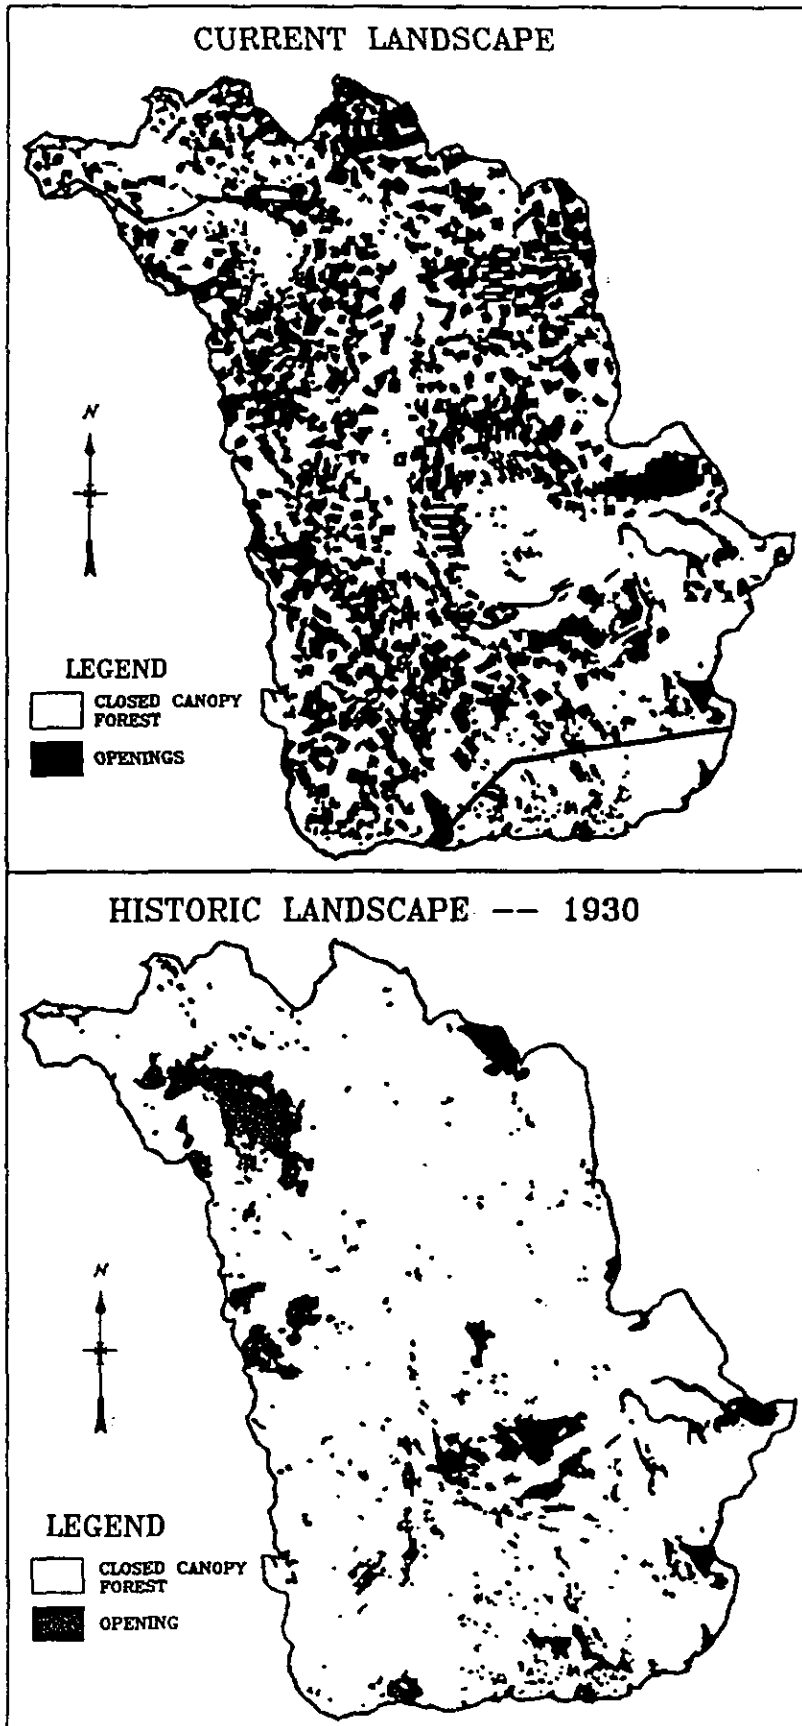 CURRENT LANDSCAPE
N
LEGEND
CLOSED CANOPY
FOREST
OPENINGS
HISTORIC LANDSCAPE -- 1930
N
LEGEND
CLOSED CANOPY
FOREST
OPENING